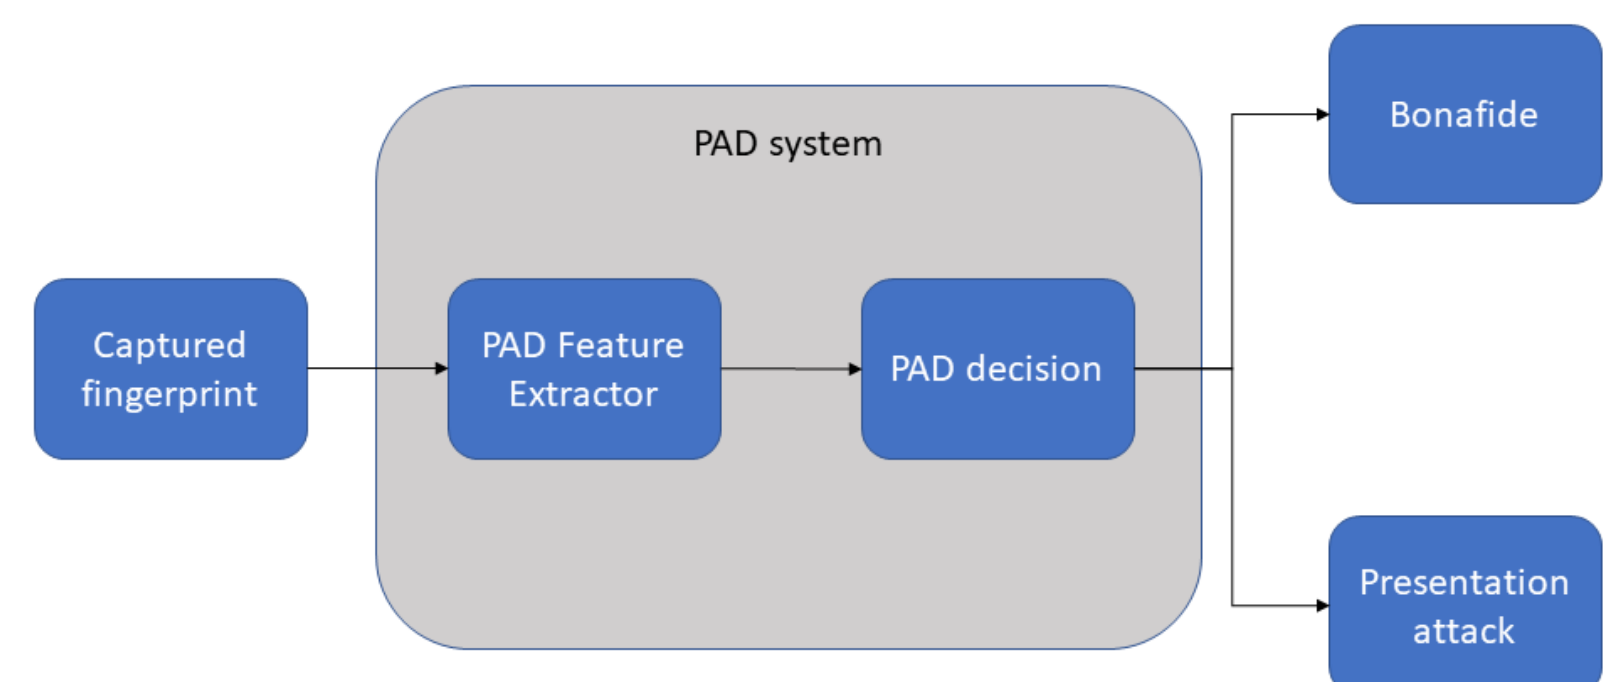 PAD system
Captured
fingerprint
PAD Feature
Extractor
PAD decision
Bonafide
Presentation
attack